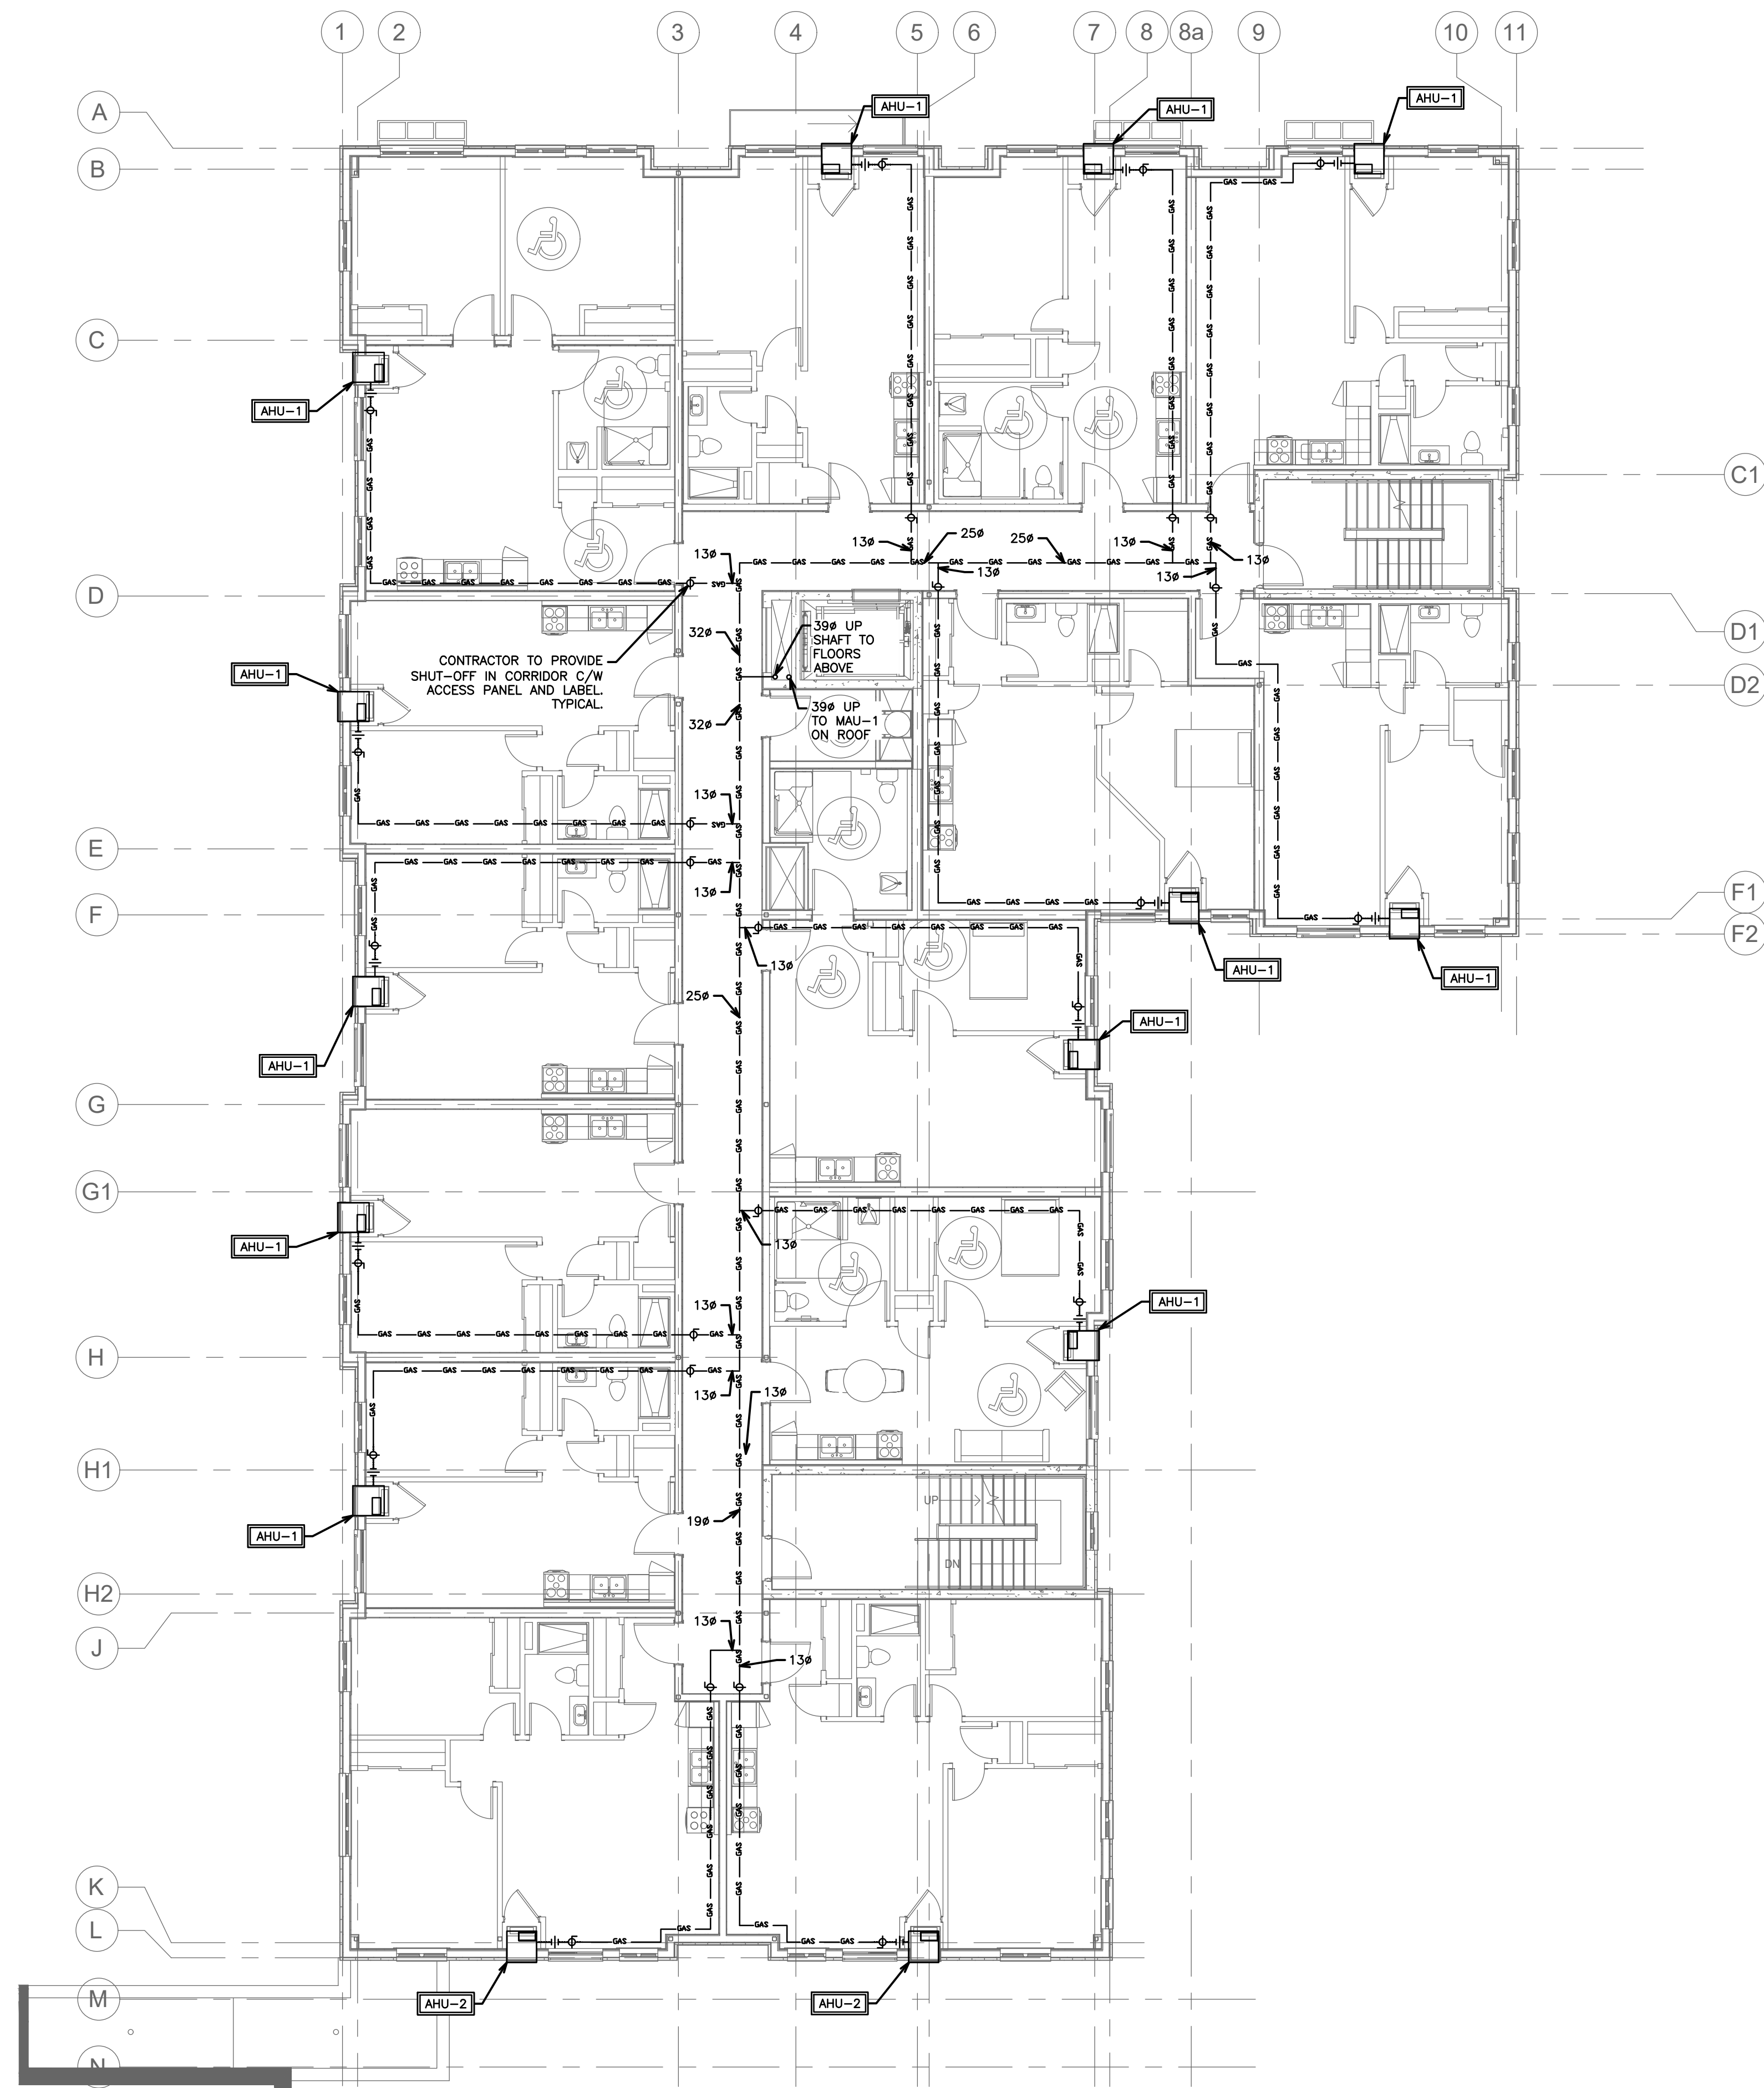 1
2
3
4
5
6
7
8
8a
9
10
11
A
B
C
D
E
F
G
G1
H
H1
H2
J
K
L
M
N
C1
D1
D2
F1
F2
AHU-1
AHU-1
AHU-1
AHU-1
AHU-1
AHU-1
AHU-1
AHU-1
AHU-1
AHU-1
AHU-1
AHU-1
AHU-2
AHU-2
GAS
13ø
13ø
25ø
25ø
13ø
13ø
13ø
13ø
32ø
39ø UP
SHAFT TO
FLOORS
ABOVE
CONTRACTOR TO PROVIDE
SHUT-OFF IN CORRIDOR C/W
ACCESS PANEL AND LABEL.
TYPICAL.
32ø
39ø UP
TO MAU-1
ON ROOF
13ø
13ø
13ø
25ø
13ø
13ø
13ø
13ø
19ø
UP
DN
13ø
13ø